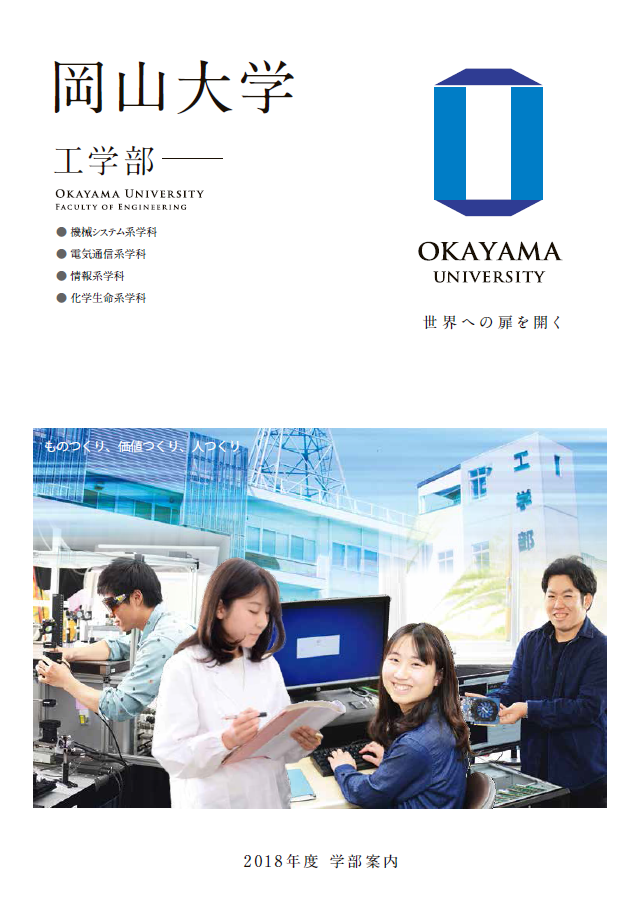 岡山大学
工学部
OKAYAMA UNIVERSITY
FACULTY OF ENGINEERING
● 機械システム系学科
● 電気通信系学科
● 情報系学科
● 化学生命系学科
OKAYAMA
UNIVERSITY
世界への扉を開く
ものつくり、価値つくり、人つくり
工学部
2018年度 学部案内